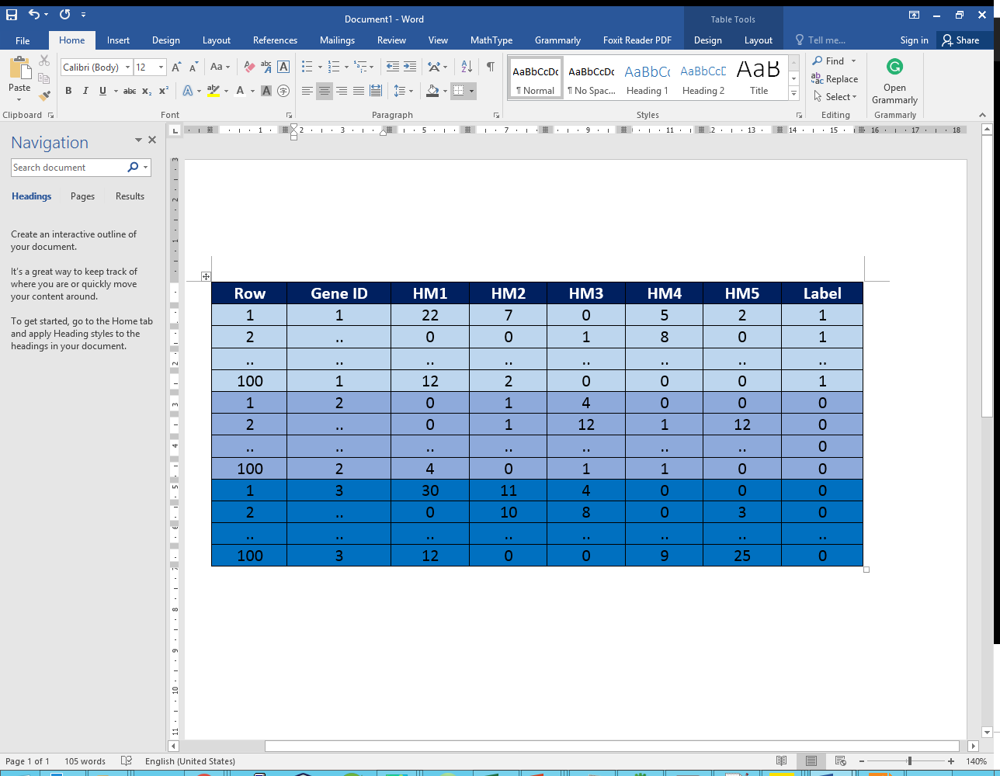 Document1 - Word
Table Tools
File Home Insert Design Layout References Mailings Review View MathType Grammarly Foxit Reader PDF Design Layout Tell me... Sign in Share
Paste
Calibri (Body) 12 Aa
B I U abc x₂ x²
AaBbCcDc AaBbCcDc AaBbCc AaBbCcD AaB
¶ Normal ¶ No Spac... Heading 1 Heading 2 Title
Find
Replace
Select
Open
Grammarly
Clipboard Font Paragraph Styles Editing Grammarly
Navigation
Search document
Headings Pages Results
Create an interactive outline of
your document.
It's a great way to keep track of
where you are or quickly move
your content around.
To get started, go to the Home tab
and apply Heading styles to the
headings in your document.
Row Gene ID HM1 HM2 HM3 HM4 HM5 Label
1 1 22 7 0 5 2 1
2 .. 0 0 1 8 0 1
.. .. .. .. .. .. .. ..
100 1 12 2 0 0 0 1
1 2 0 1 4 0 0 0
2 .. 0 1 12 1 12 0
.. .. .. .. .. .. .. 0
100 2 4 0 1 1 0 0
1 3 30 11 4 0 0 0
2 .. 0 10 8 0 3 0
.. .. .. .. .. .. .. ..
100 3 12 0 0 9 25 0
Page 1 of 1 105 words English (United States) 140%